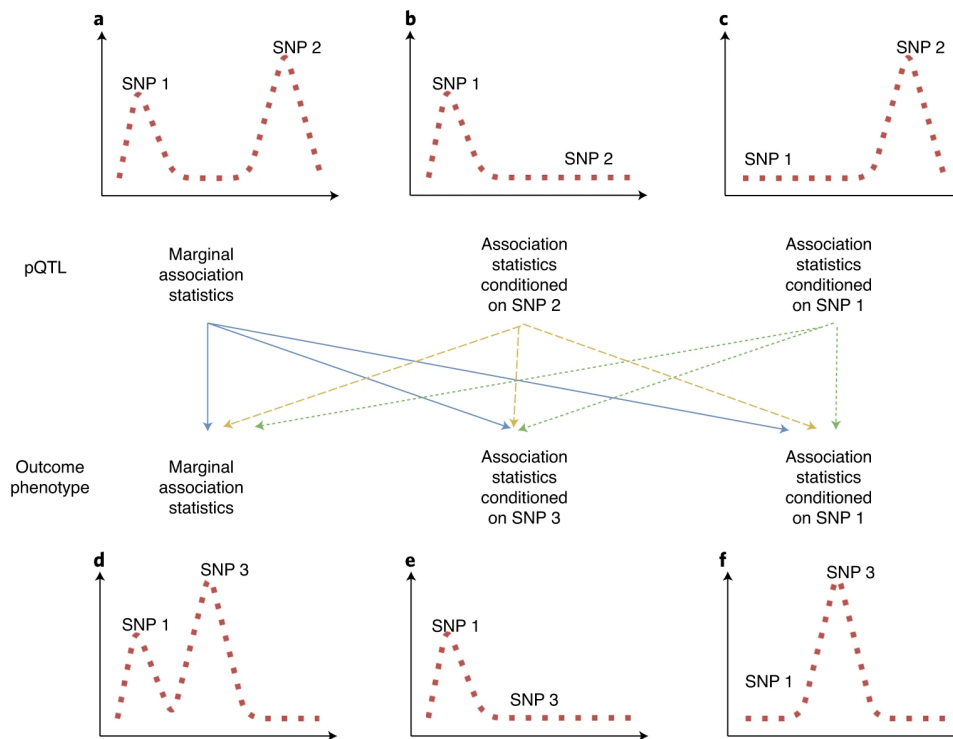 a
b
c
SNP 1
SNP 2
SNP 1
SNP 2
SNP 1
SNP 2
pQTL
Marginal
association
statistics
Association
statistics
conditioned
on SNP 2
Association
statistics
conditioned
on SNP 1
Outcome
phenotype
Marginal
association
statistics
Association
statistics
conditioned
on SNP 3
Association
statistics
conditioned
on SNP 1
d
e
f
SNP 1
SNP 3
SNP 1
SNP 3
SNP 1
SNP 3